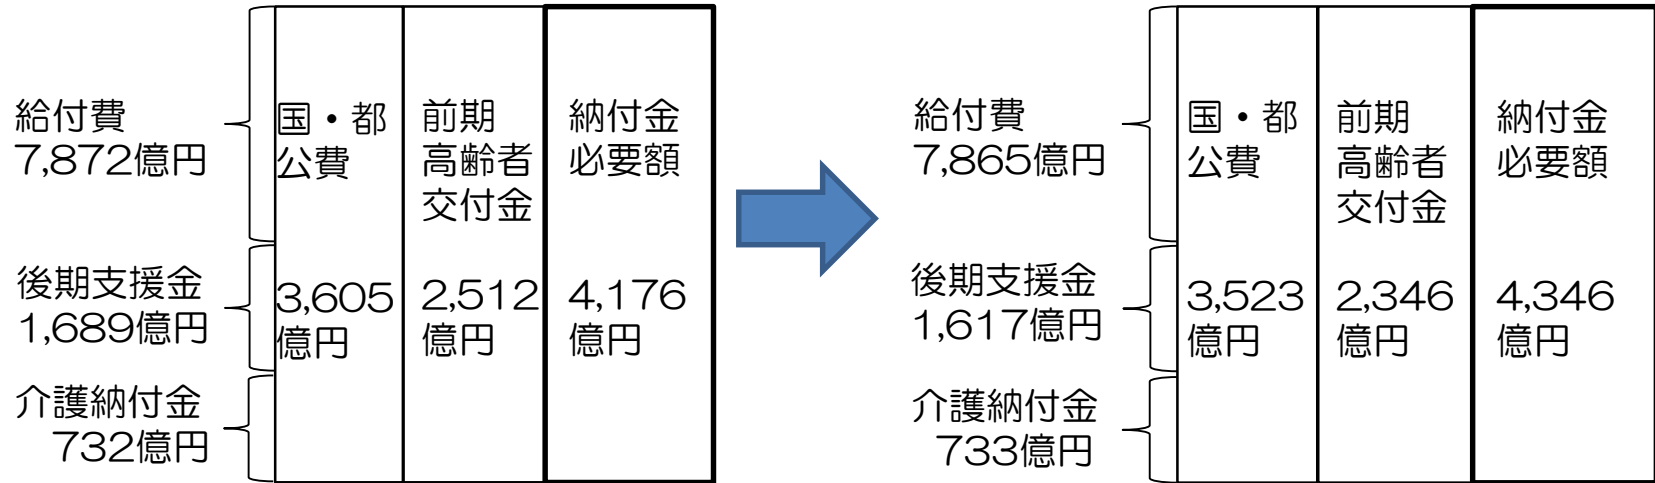 給付費
7,872億円
後期支援金
1,689億円
介護納付金
732億円
国・都
公費
3,605
億円
前期
高齢者
交付金
2,512
億円
納付金
必要額
4,176
億円
給付費
7,865億円
後期支援金
1,617億円
介護納付金
733億円
国・都
公費
3,523
億円
前期
高齢者
交付金
2,346
億円
納付金
必要額
4,346
億円